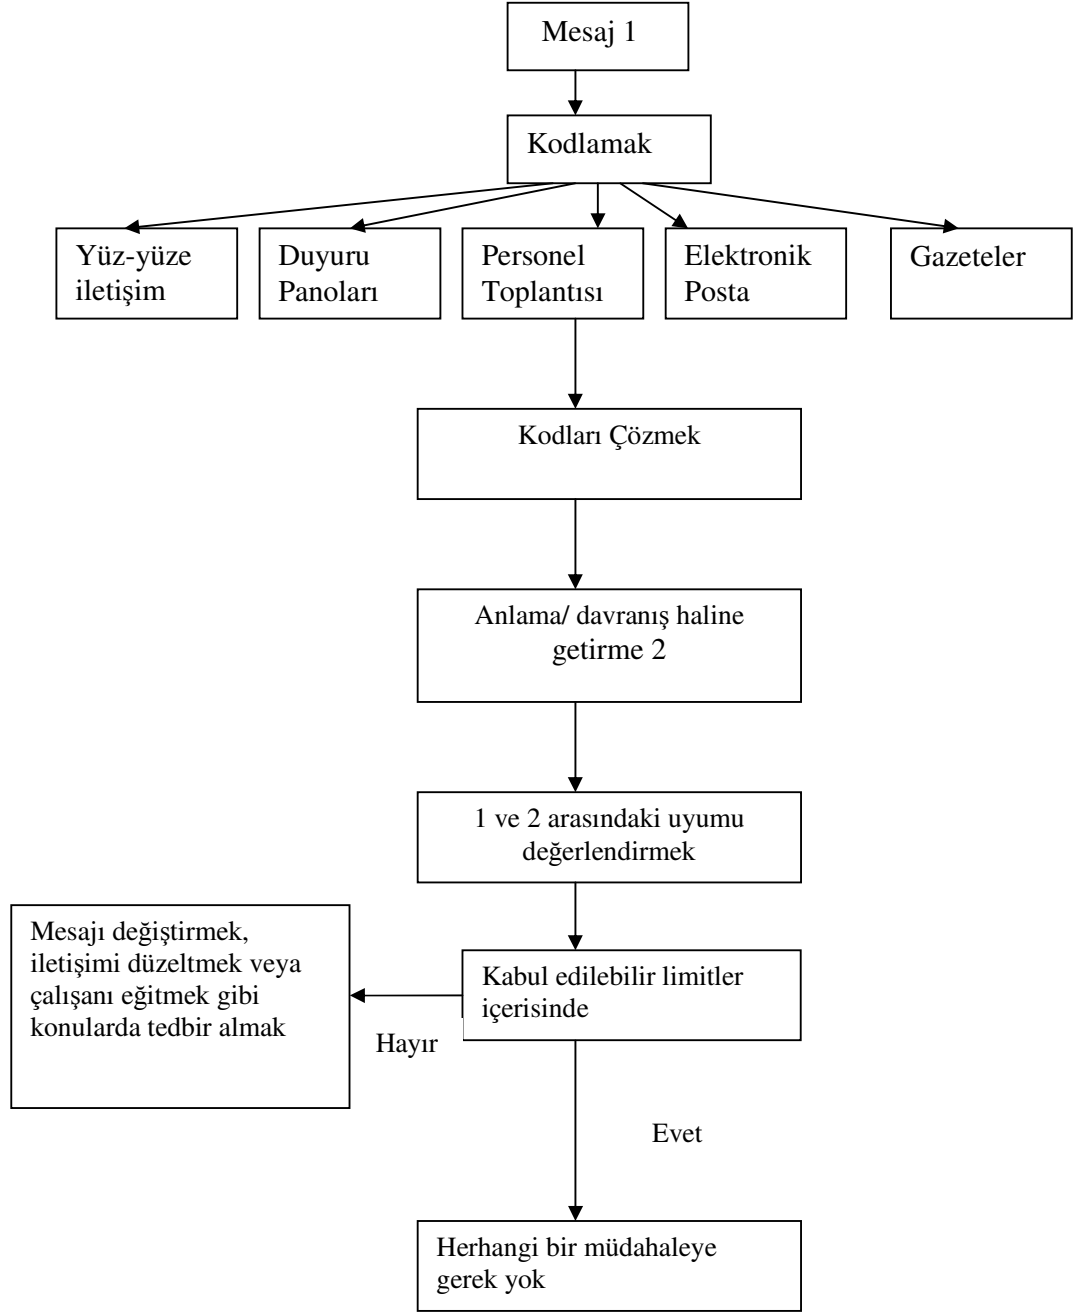 Mesaj 1
Kodlamak
Yüz-yüze
iletişim
Duyuru
Panoları
Personel
Toplantısı
Elektronik
Posta
Gazeteler
Kodları Çözmek
Anlama/ davranış haline
getirme 2
1 ve 2 arasındaki uyumu
değerlendirmek
Mesajı değiştirmek,
iletişimi düzeltmek veya
çalışanı eğitmek gibi
konularda tedbir almak
Kabul edilebilir limitler
içerisinde
Hayır
Evet
Herhangi bir müdahaleye
gerek yok